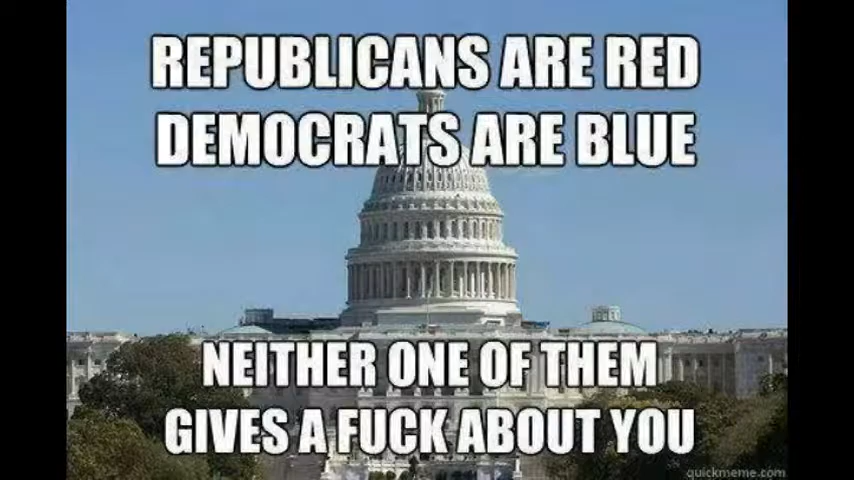 REPUBLICANS ARE RED
DEMOCRATS ARE BLUE
NEITHER ONE OF THEM
GIVES A FUCK ABOUT YOU
quickmeme.com